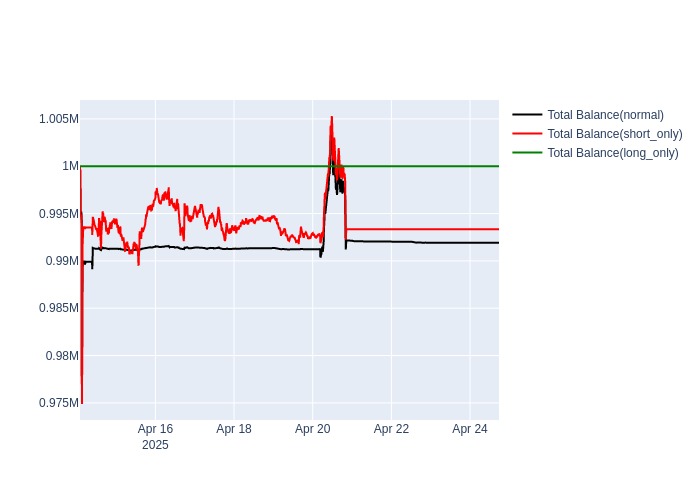 1.005M
1M
0.995M
0.99M
0.985M
0.98M
0.975M
Apr 16
2025
Apr 18
Apr 20
Apr 22
Apr 24
Total Balance(normal)
Total Balance(short_only)
Total Balance(long_only)